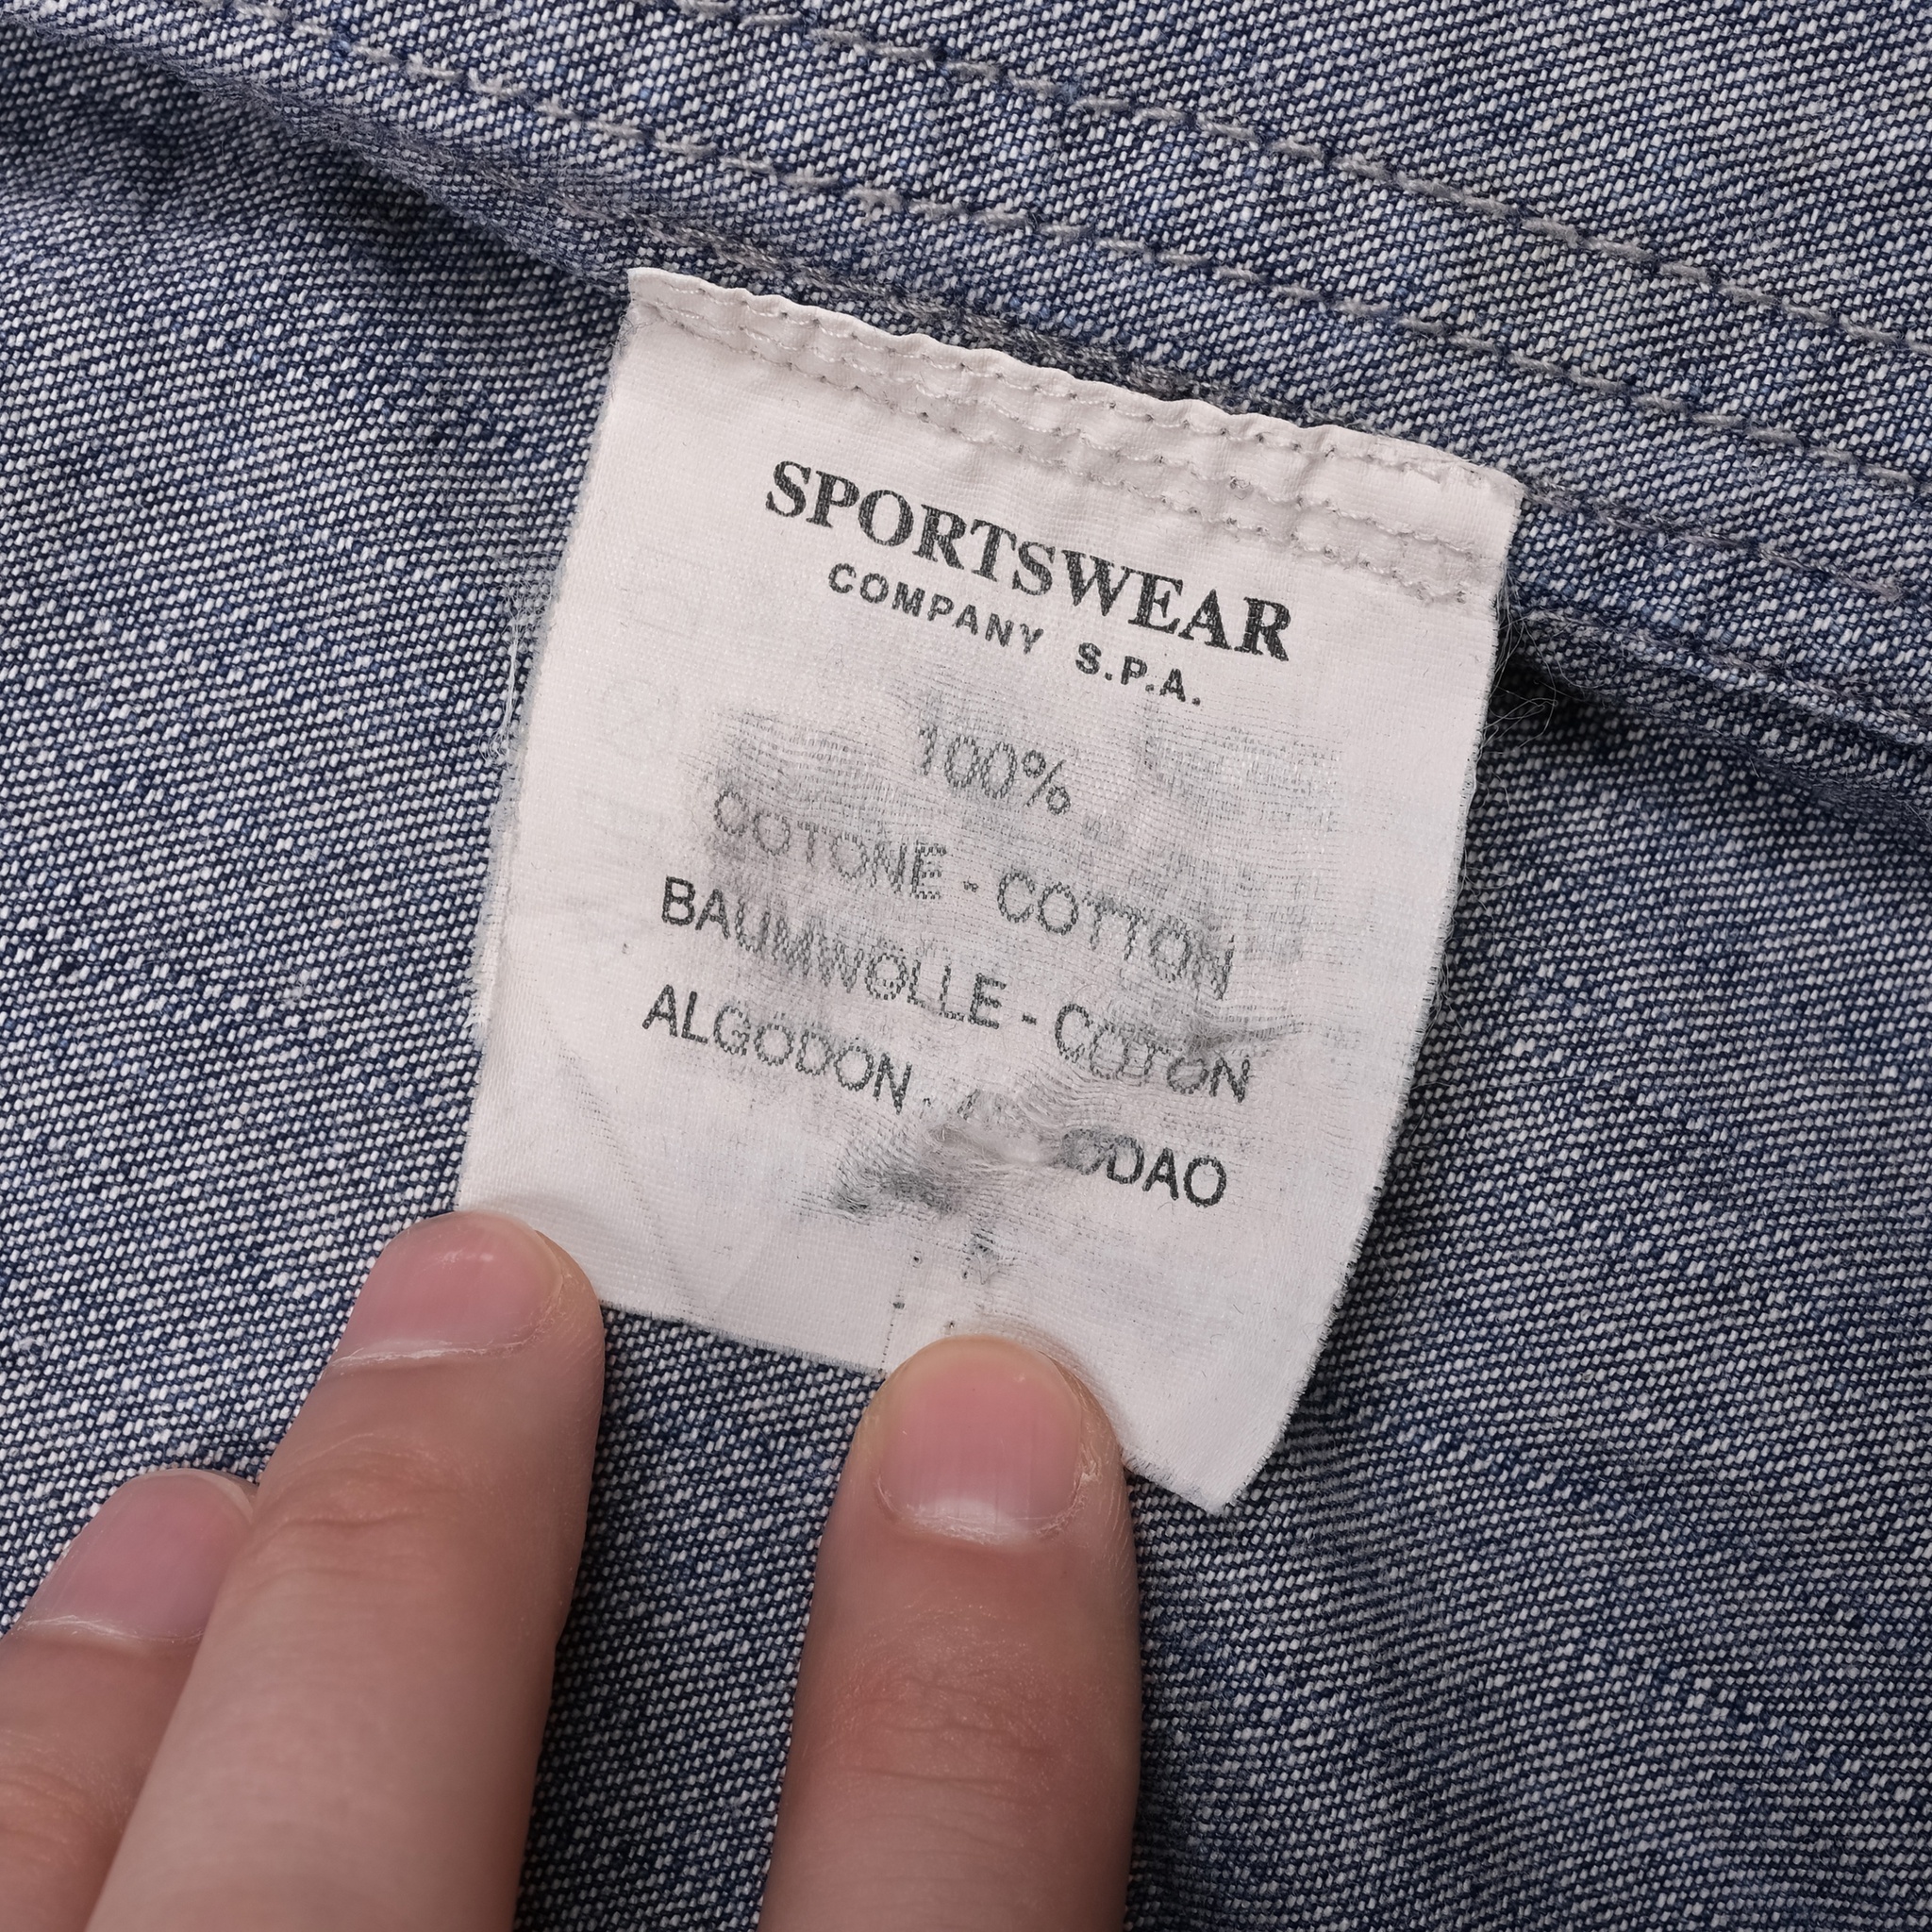 SPORTSWEAR
COMPANY S.P.A.
100%
COTONE - COTTON
BAUMWOLLE - COTON
ALGODON -